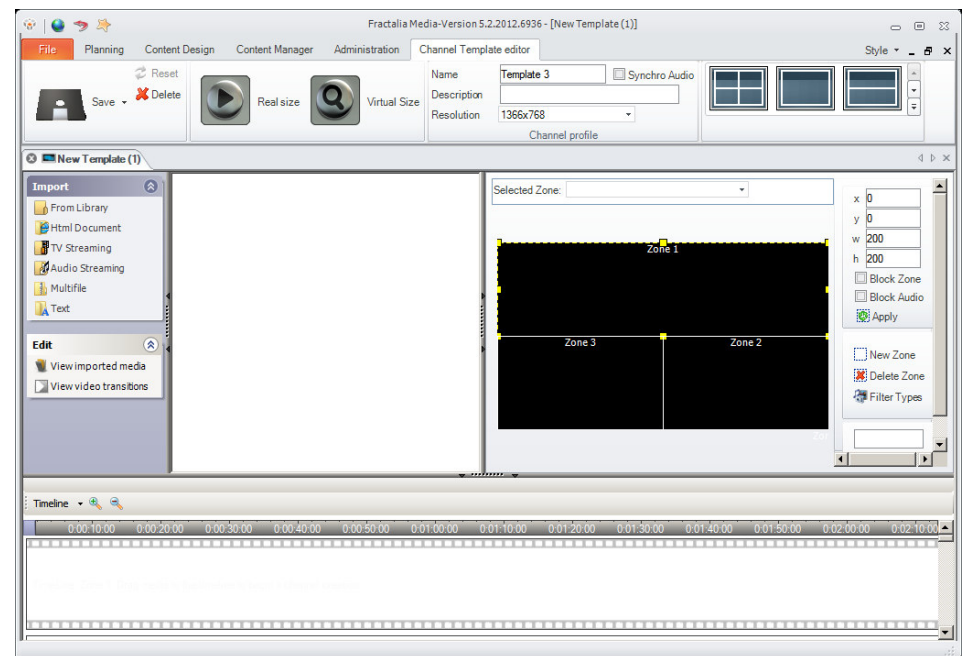 Fractalia Media-Version 5.2.2012.6936 - [New Template (1)]
File Planning Content Design Content Manager Administration Channel Template editor Style
Save Reset Delete
Real size Virtual Size
Name Template 3 Synchro Audio
Description
Resolution 1366x768
Channel profile
New Template (1)
Import
From Library
Html Document
TV Streaming
Audio Streaming
Multifile
Text
Edit
View imported media
View video transitions
Selected Zone:
Zone 1
Zone 3 Zone 2
x 0
y 0
w 200
h 200
Block Zone
Block Audio
Apply
New Zone
Delete Zone
Filter Types
Timeline
0:00:10:00 0:00:20:00 0:00:30:00 0:00:40:00 0:00:50:00 0:01:00:00 0:01:10:00 0:01:20:00 0:01:30:00 0:01:40:00 0:01:50:00 0:02:00:00 0:02:10:00